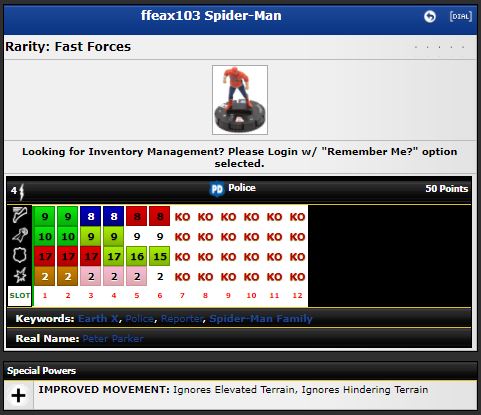 ffeax103 Spider-Man
[DIAL]
Rarity: Fast Forces
Looking for Inventory Management? Please Login w/ "Remember Me?" option selected.
4 PD Police 50 Points
9 9 8 8 8 8 KO KO KO KO KO KO
10 10 9 9 9 9 KO KO KO KO KO KO
17 17 17 17 16 15 KO KO KO KO KO KO
2 2 2 2 2 2 KO KO KO KO KO KO
SLOT 1 2 3 4 5 6 7 8 9 10 11 12
Keywords: Earth X, Police, Reporter, Spider-Man Family
Real Name: Peter Parker
Special Powers
IMPROVED MOVEMENT: Ignores Elevated Terrain, Ignores Hindering Terrain